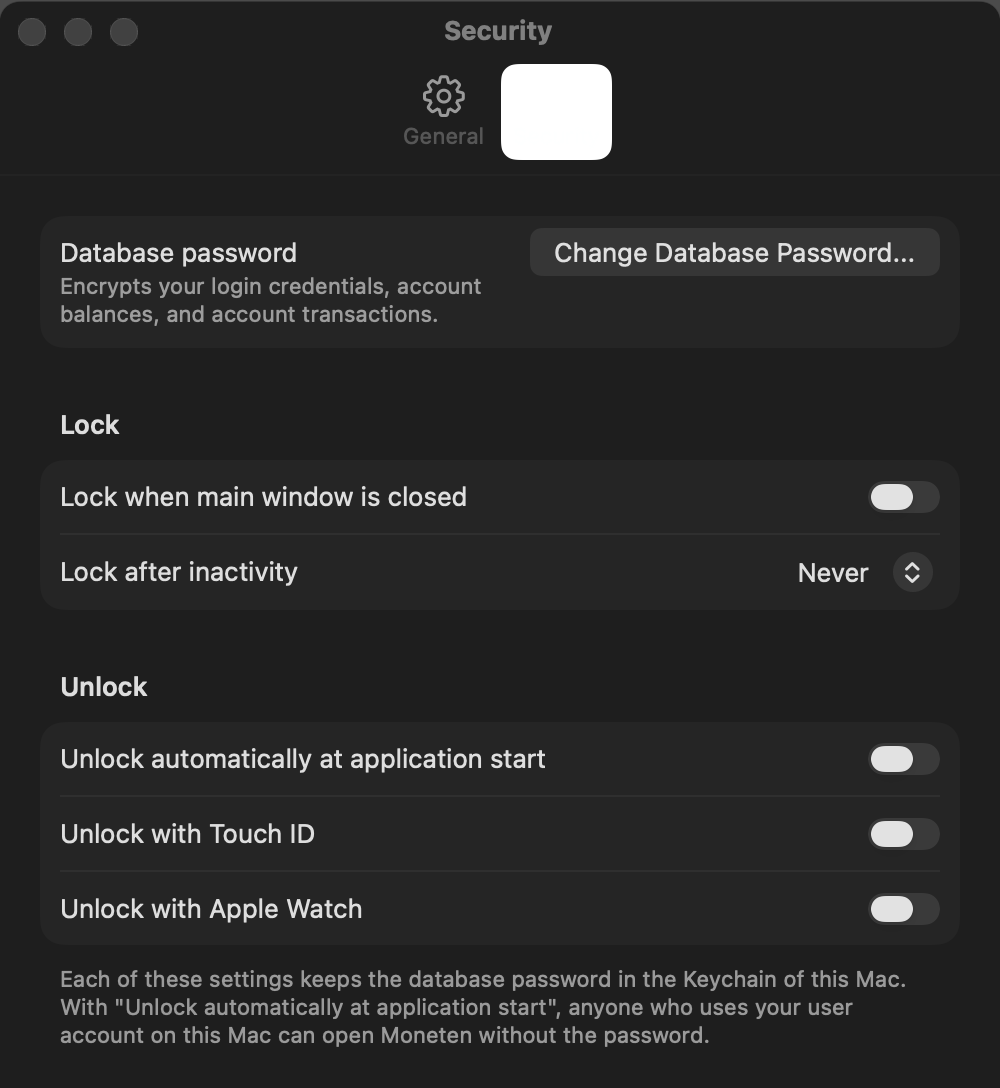 Security
General
Database password
Change Database Password...
Encrypts your login credentials, account
balances, and account transactions.
Lock
Lock when main window is closed
Lock after inactivity
Never
Unlock
Unlock automatically at application start
Unlock with Touch ID
Unlock with Apple Watch
Each of these settings keeps the database password in the Keychain of this Mac.
With "Unlock automatically at application start", anyone who uses your user
account on this Mac can open Moneten without the password.